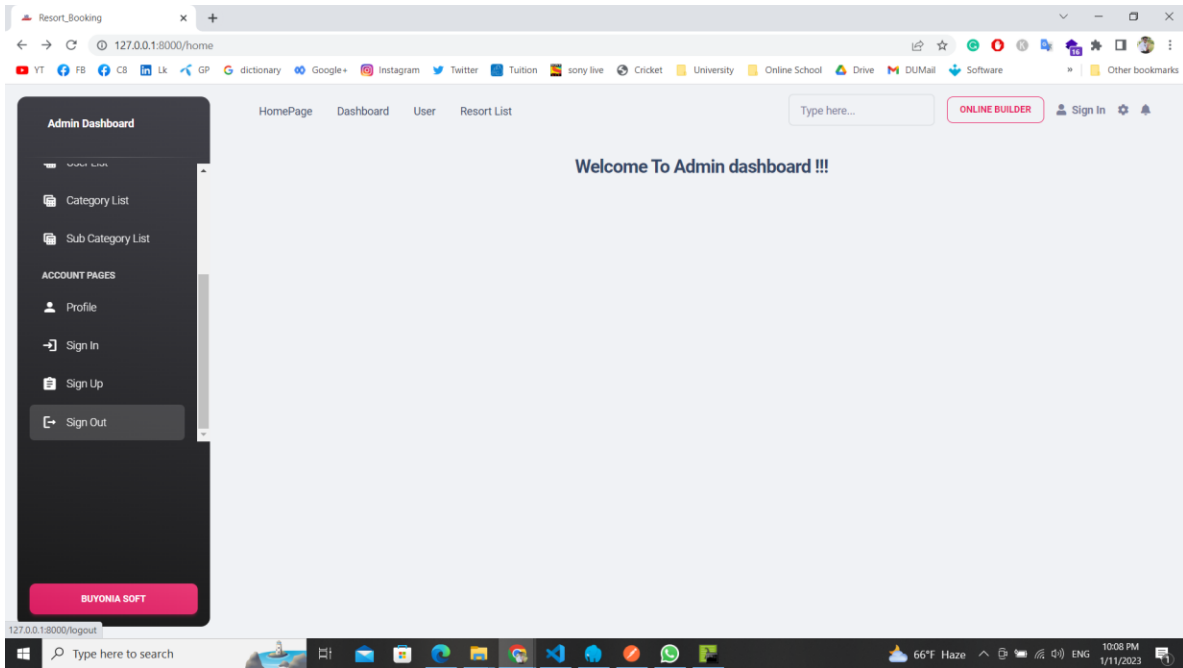 Resort_Booking
127.0.0.1:8000/home
YT FB C8 Lk GP dictionary Google+ Instagram Twitter Tuition sony live Cricket University Online School Drive DUMail Software » Other bookmarks
16
Admin Dashboard
HomePage Dashboard User Resort List Type here... ONLINE BUILDER Sign In
Welcome To Admin dashboard !!!
User List
Category List
Sub Category List
ACCOUNT PAGES
Profile
Sign In
Sign Up
Sign Out
BUYONIA SOFT
127.0.0.1:8000/logout
Type here to search
66°F Haze ENG 10:08 PM
1/11/2023